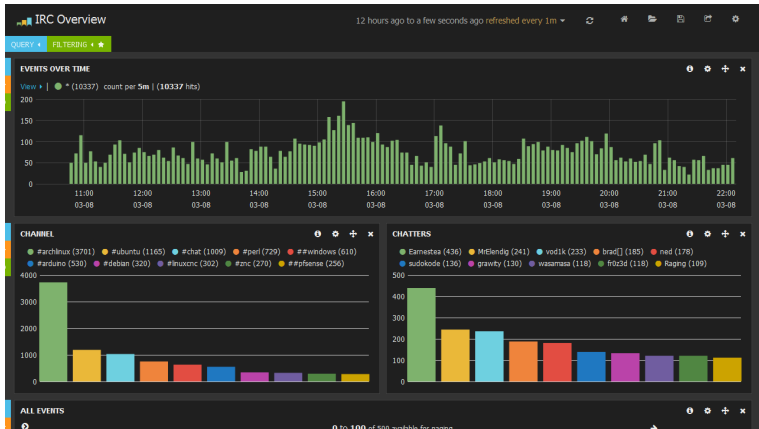 IRC Overview
12 hours ago to a few seconds ago refreshed every 1m
QUERY FILTERING
EVENTS OVER TIME
View | * (10337) count per 5m | (10337 hits)
200
150
100
50
0
11:00 12:00 13:00 14:00 15:00 16:00 17:00 18:00 19:00 20:00 21:00 22:00
03-08 03-08 03-08 03-08 03-08 03-08 03-08 03-08 03-08 03-08 03-08 03-08
CHANNEL
#archlinux (3701) #ubuntu (1165) #chat (1009) #perl (729) ##windows (610)
#arduino (530) #debian (320) #linuxcnc (302) #znc (270) ##pfsense (256)
4000
3000
2000
1000
0
CHATTERS
Earnestea (436) MrElendig (241) vod1k (233) brad[] (185) ned (178)
sudokode (136) grawity (130) wasamasa (118) fr0z3d (118) Raging (109)
500
400
300
200
100
0
ALL EVENTS
0 to 100 of 500 available for paging